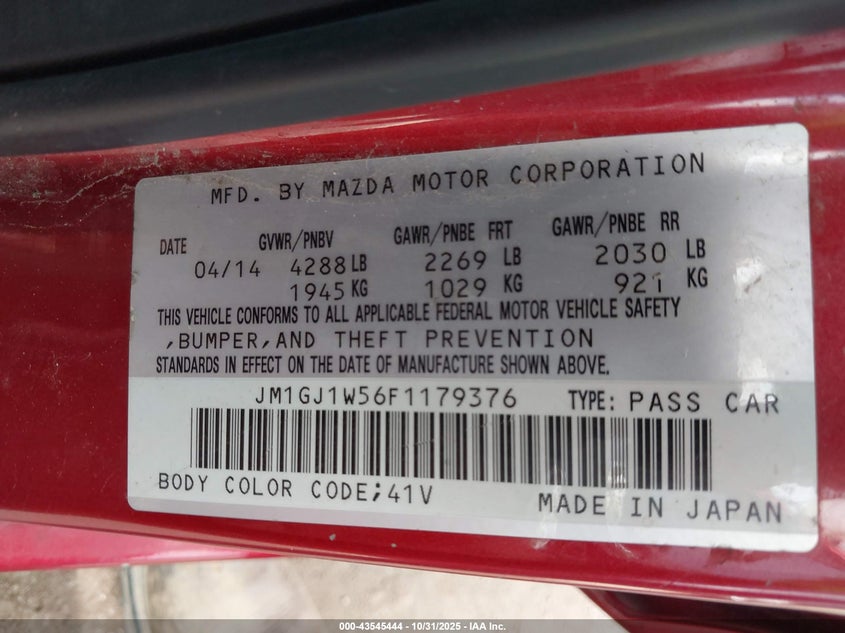 MFD. BY MAZDA MOTOR CORPORATION
DATE GVWR/PNBV GAWR/PNBE FRT GAWR/PNBE RR
04/14 4288 LB 2269 LB 2030 LB
1945 KG 1029 KG 921 KG
THIS VEHICLE CONFORMS TO ALL APPLICABLE FEDERAL MOTOR VEHICLE SAFETY
,BUMPER,AND THEFT PREVENTION
STANDARDS IN EFFECT ON THE DATE OF MANUFACTURE SHOWN ABOVE.
JM1GJ1W56F1179376 TYPE: PASS CAR
BODY COLOR CODE;41V MADE IN JAPAN
000-43545444 - 10/31/2025 - IAA Inc.